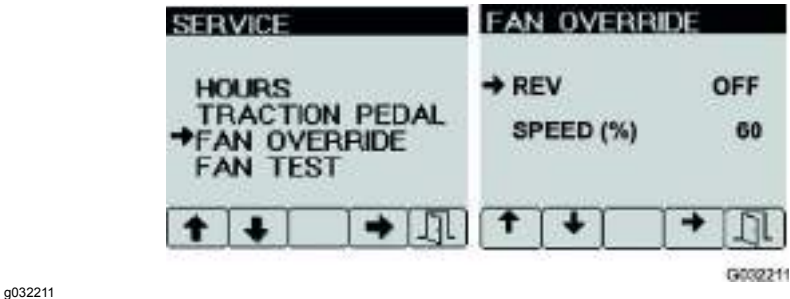 SERVICE
HOURS
TRACTION PEDAL
→FAN OVERRIDE
FAN TEST
FAN OVERRIDE
→ REV OFF
SPEED (%) 60
G032211
g032211